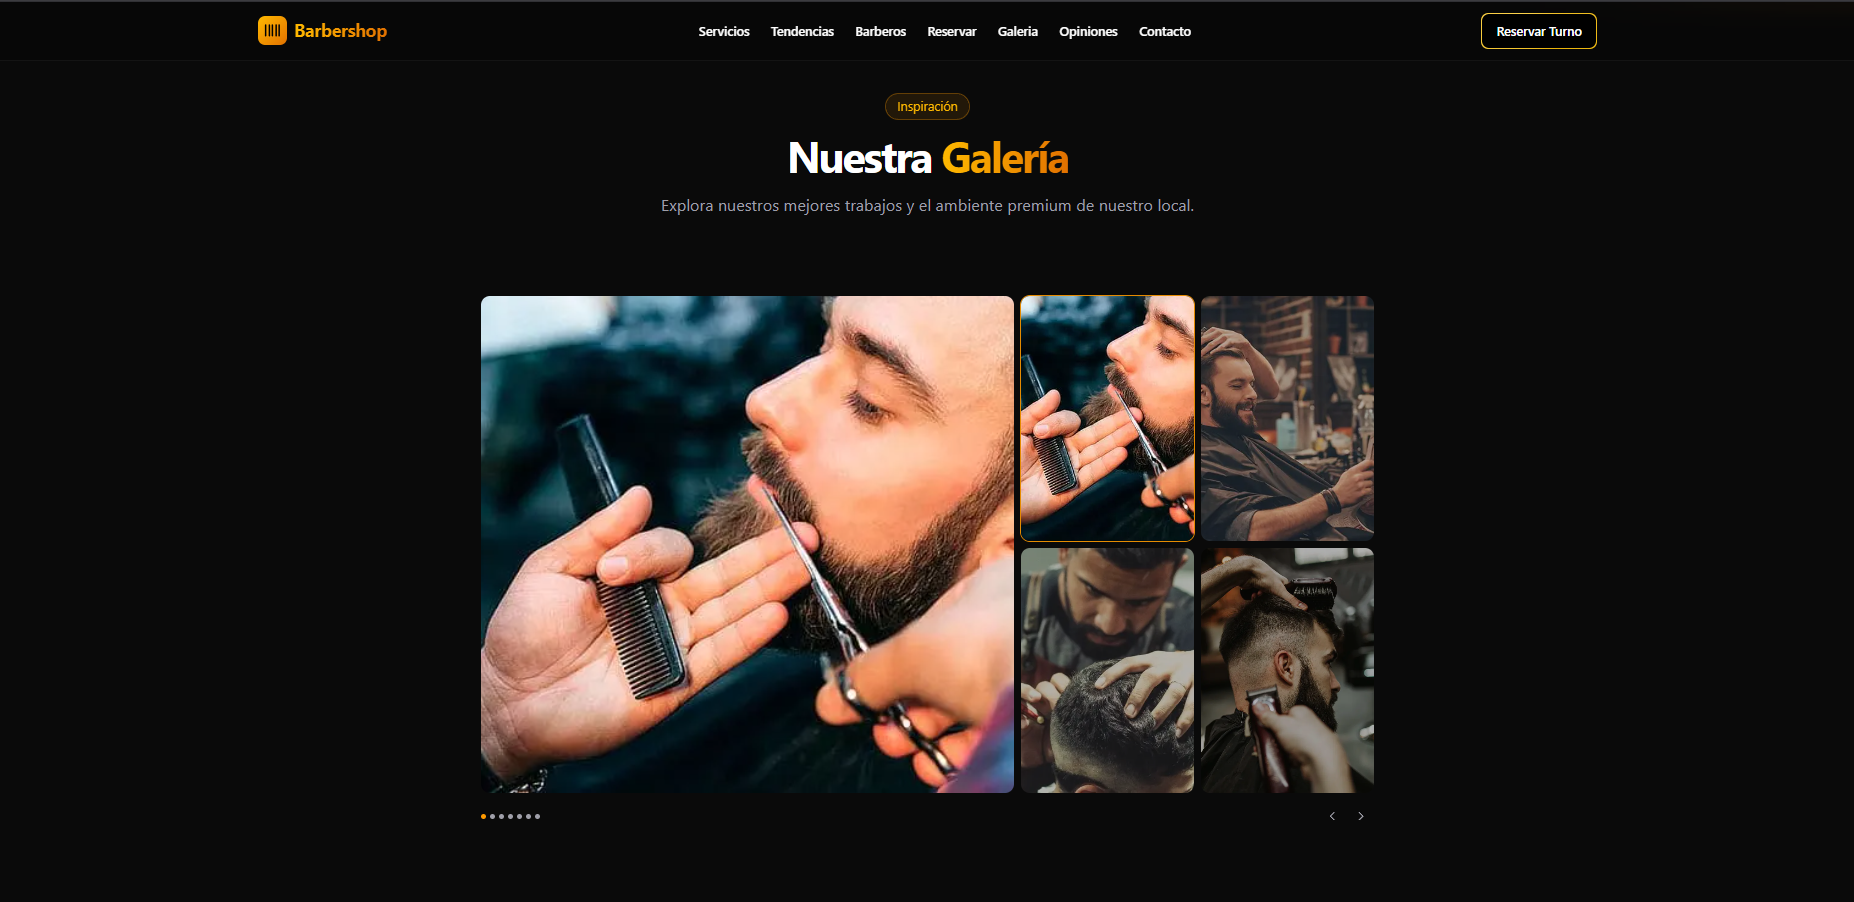 Barbershop
Servicios Tendencias Barberos Reservar Galeria Opiniones Contacto
Reservar Turno
Inspiración
Nuestra Galería
Explora nuestros mejores trabajos y el ambiente premium de nuestro local.